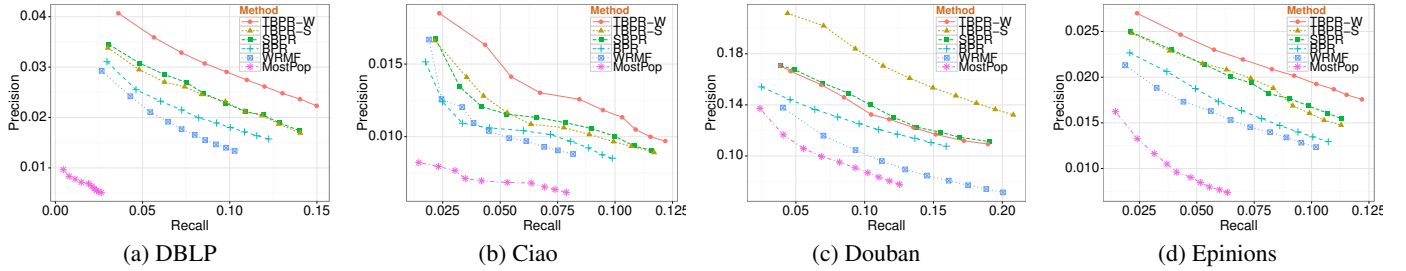 Precision
0.04
0.03
0.02
0.01
0.00
0.05
0.10
0.15
Recall
Method
TBPR-W
TBPR-S
SBPR
BPR
WRMF
MostPop
(a) DBLP
Precision
0.015
0.010
0.025
0.050
0.075
0.100
0.125
Recall
Method
TBPR-W
TBPR-S
SBPR
BPR
WRMF
MostPop
(b) Ciao
Precision
0.18
0.14
0.10
0.05
0.10
0.15
0.20
Recall
Method
TBPR-W
TBPR-S
SBPR
BPR
WRMF
MostPop
(c) Douban
Precision
0.025
0.020
0.015
0.010
0.025
0.050
0.075
0.100
0.125
Recall
Method
TBPR-W
TBPR-S
SBPR
BPR
WRMF
MostPop
(d) Epinions